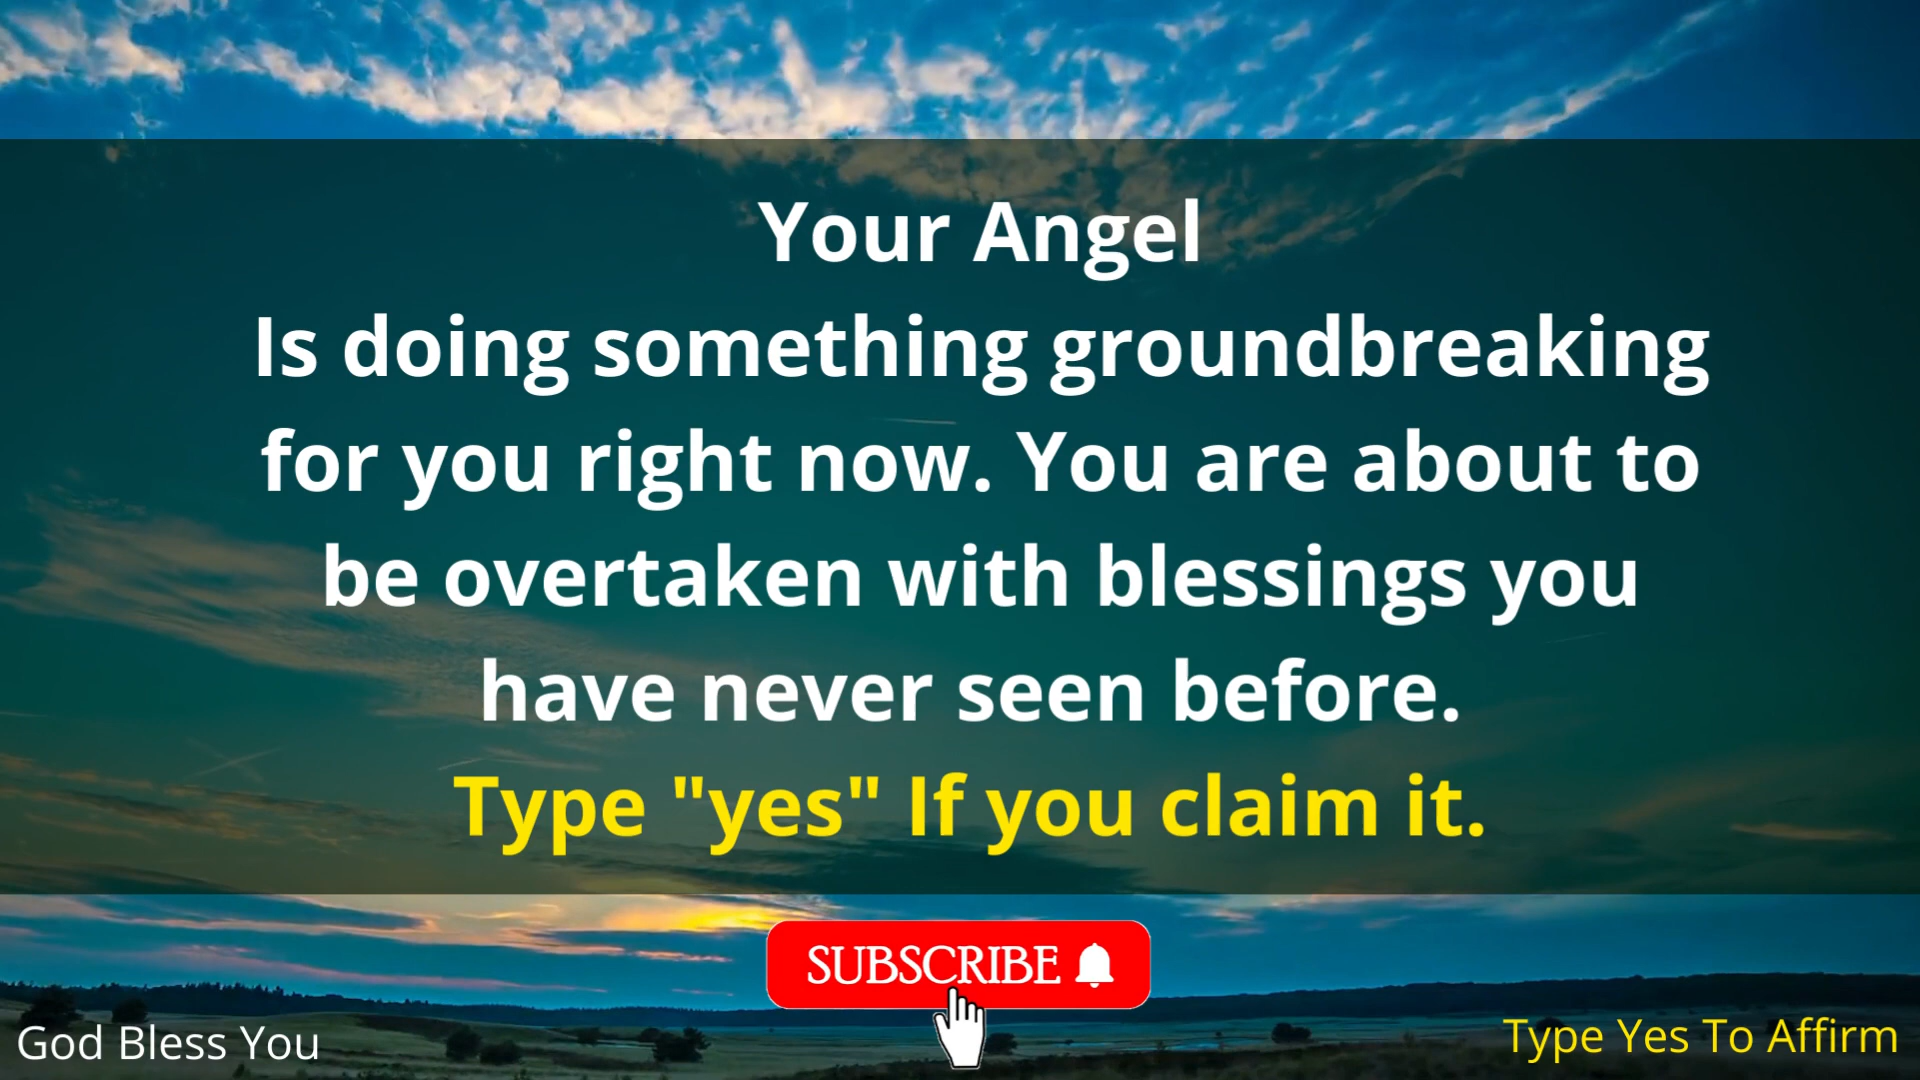 Your Angel
Is doing something groundbreaking
for you right now. You are about to
be overtaken with blessings you
have never seen before.
Type "yes" If you claim it.
SUBSCRIBE
God Bless You
Type Yes To Affirm